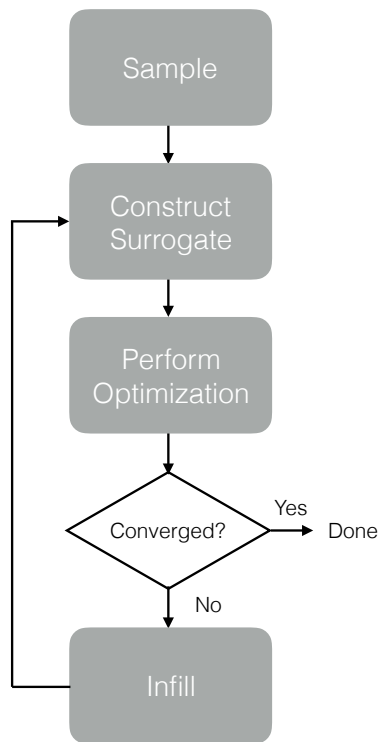 Sample
Construct
Surrogate
Perform
Optimization
Converged?
Yes
Done
No
Infill